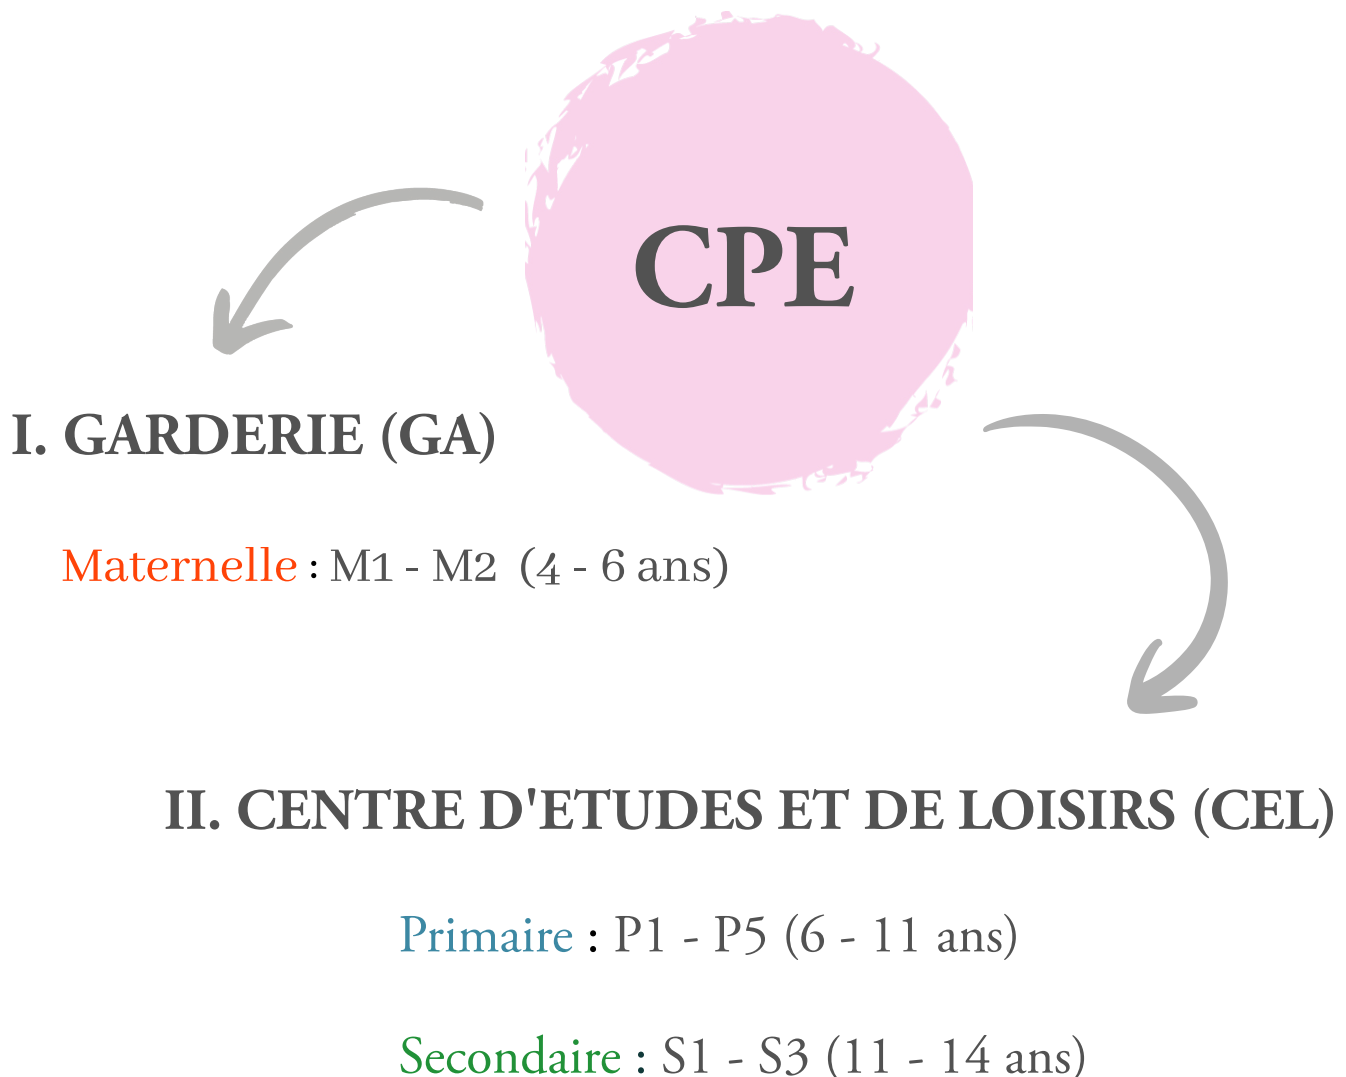 CPE
I. GARDERIE (GA)
Maternelle : M1 - M2 (4 - 6 ans)
II. CENTRE D'ETUDES ET DE LOISIRS (CEL)
Primaire : P1 - P5 (6 - 11 ans)
Secondaire : S1 - S3 (11 - 14 ans)